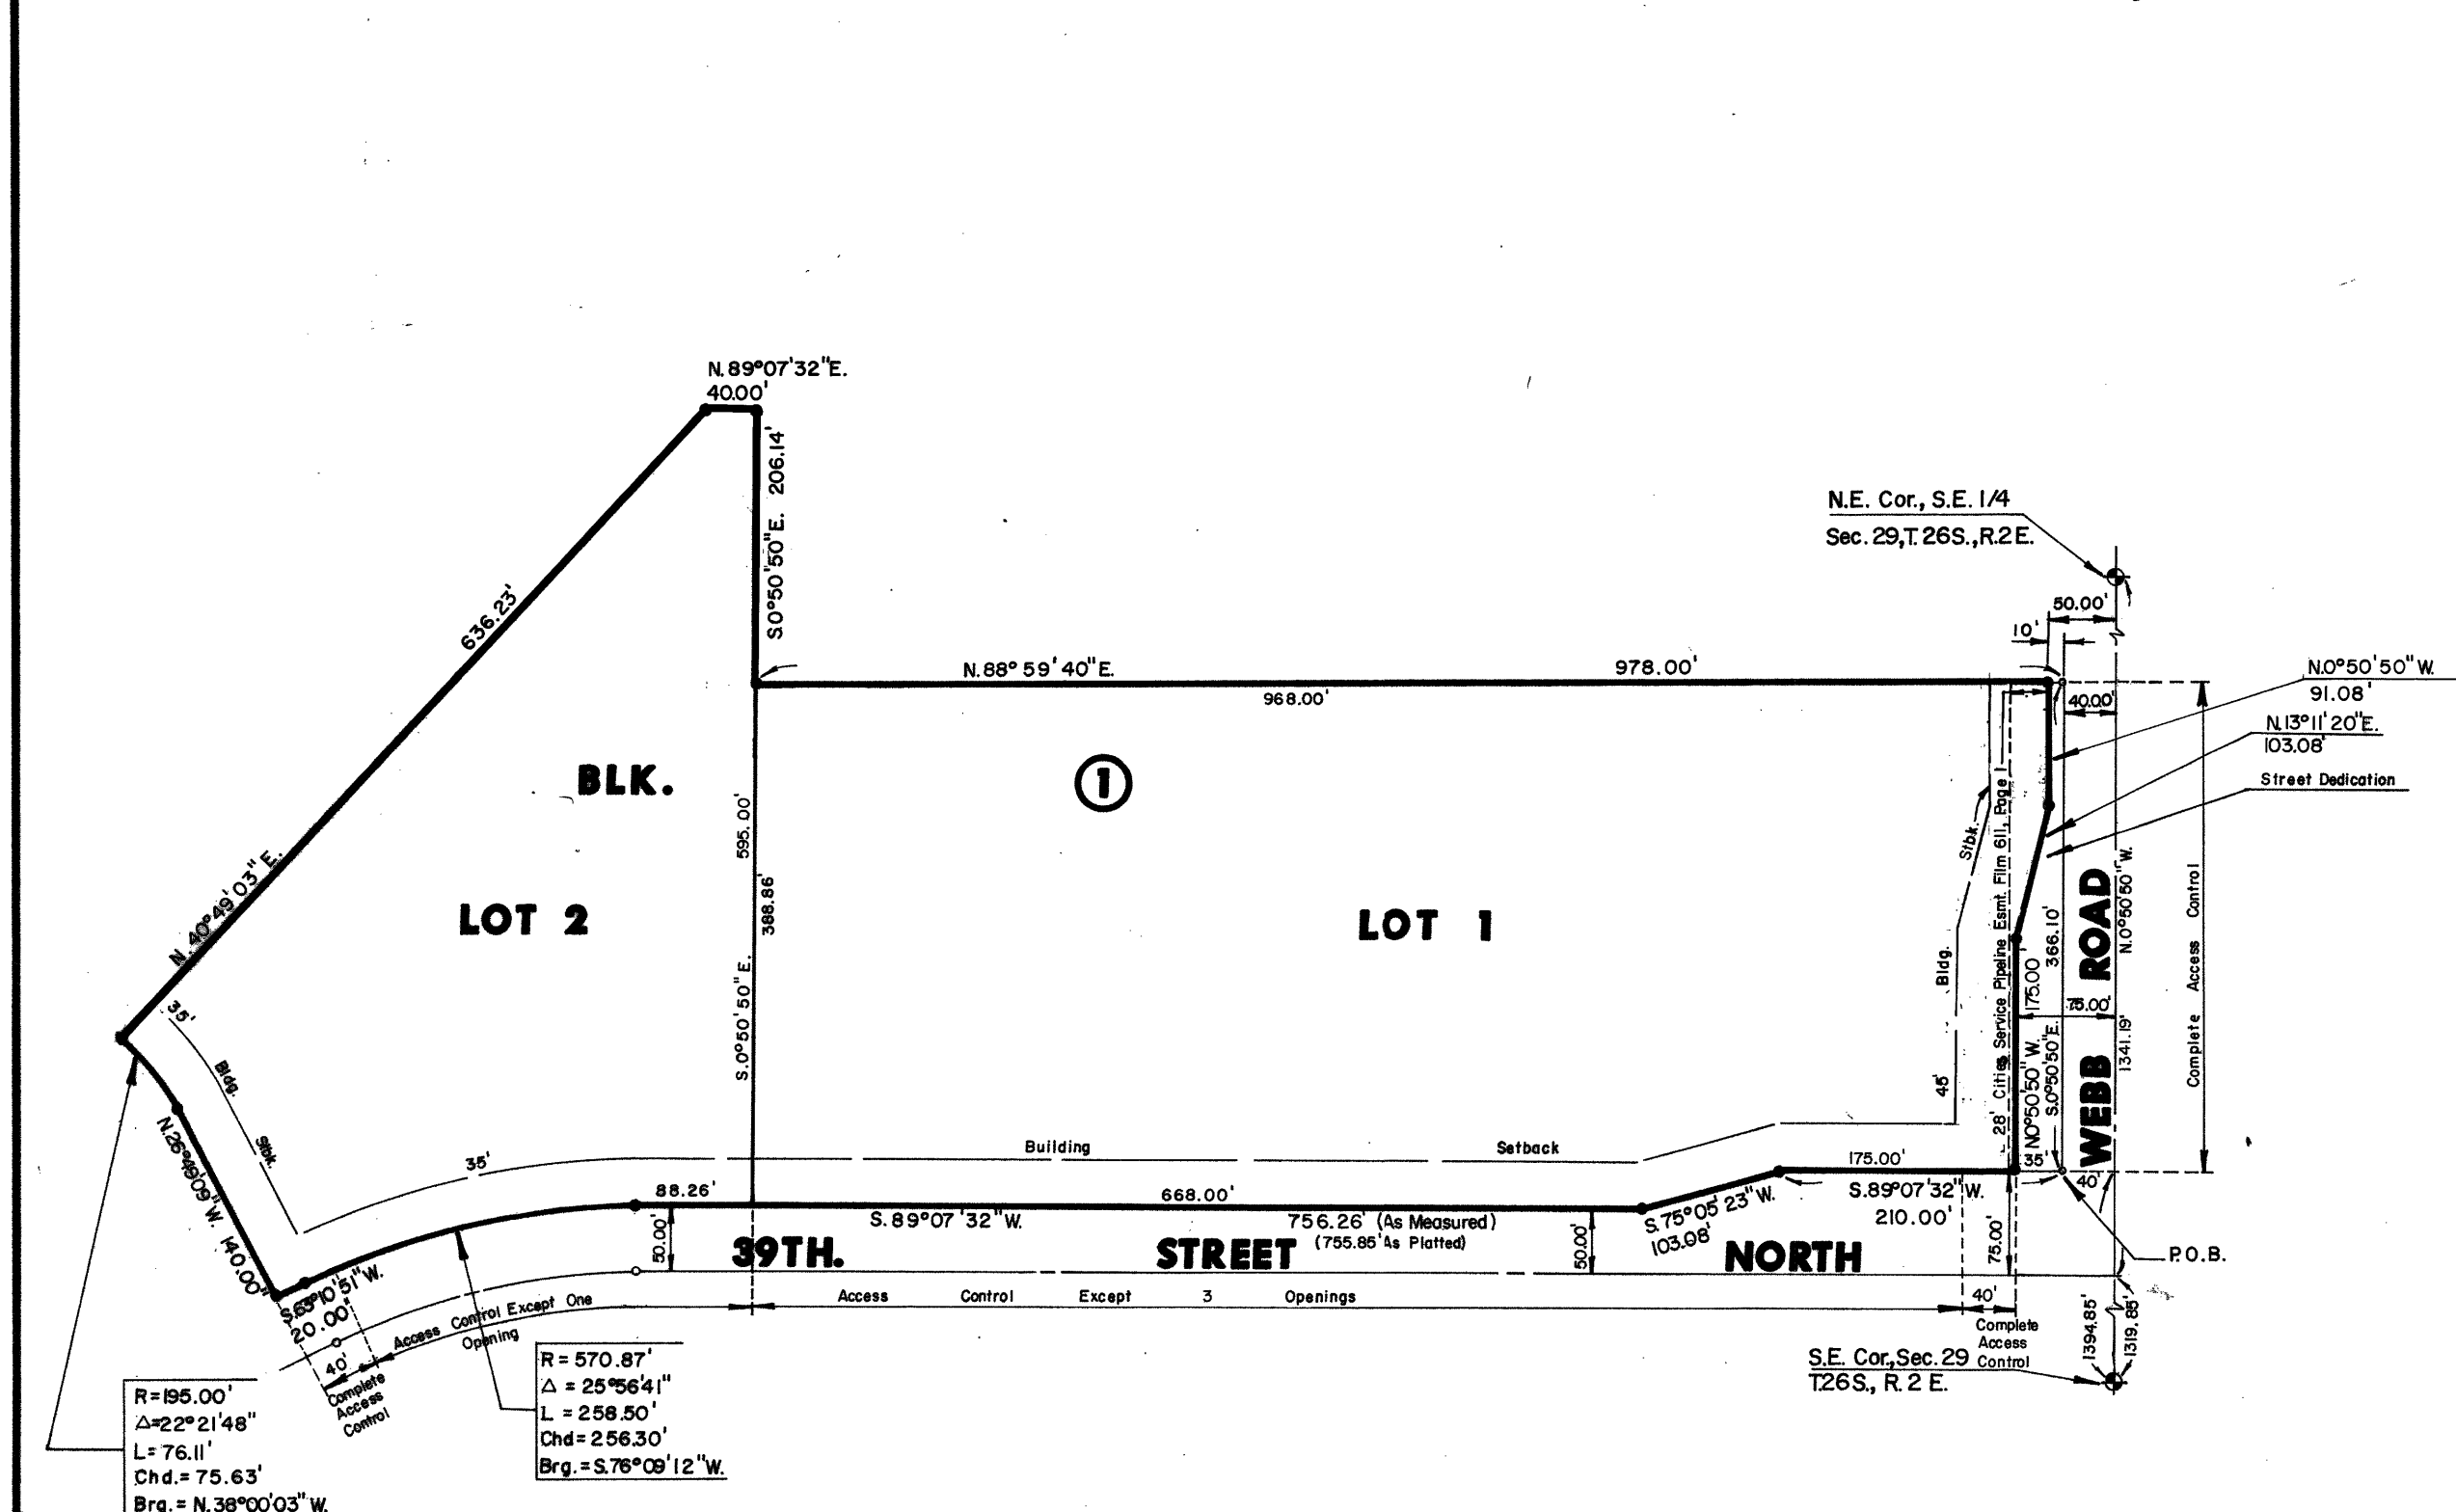 N. 89°07'32"E.
40.00'
S.0°50'50"E. 206.14'
636.23'
N. 40°49'03" E.
N.E. Cor., S.E. 1/4
Sec. 29, T. 26S., R.2E.
50.00'
10'
40.00'
N.0°50'50"W.
91.08'
N.13°11'20"E.
103.08'
Street Dedication
N.88°59'40"E.
978.00'
968.00'
BLK.
1
LOT 2
LOT 1
595.00'
388.86'
S.0°50'50"E.
Stbk.
Bldg.
45'
28' Cities Service Pipeline Esmt. Film 611, Page 1
175.00'
N.0°50'50"W.
366.10'
S.0°50'50"E.
WEBB ROAD
N.0°50'50"W.
1341.19'
75.00'
Complete Access Control
35'
Bldg.
Stbk.
N.26°49'09"W. 140.00'
35'
Building Setback
88.26'
668.00'
S.89°07'32"W.
756.26' (As Measured)
(755.85' As Platted)
S.75°05'23"W.
103.08'
175.00'
S.89°07'32"W.
210.00'
35'
40'
P.O.B.
50.00'
50.00'
75.00'
39TH. STREET NORTH
S.63°10'51"W.
20.00'
Access Control Except One
Opening
Access Control Except 3 Openings
40'
Complete
Access
Control
40'
Complete
Access
Control
S.E. Cor., Sec. 29
T.26S., R. 2 E.
1394.85'
1319.85'
R = 570.87'
Δ = 25°56'41"
L = 258.50'
Chd = 256.30'
Brg. = S.76°09'12"W.
R=195.00'
Δ=22°21'48"
L= 76.11'
Chd.= 75.63'
Brg.= N.38°00'03"W.